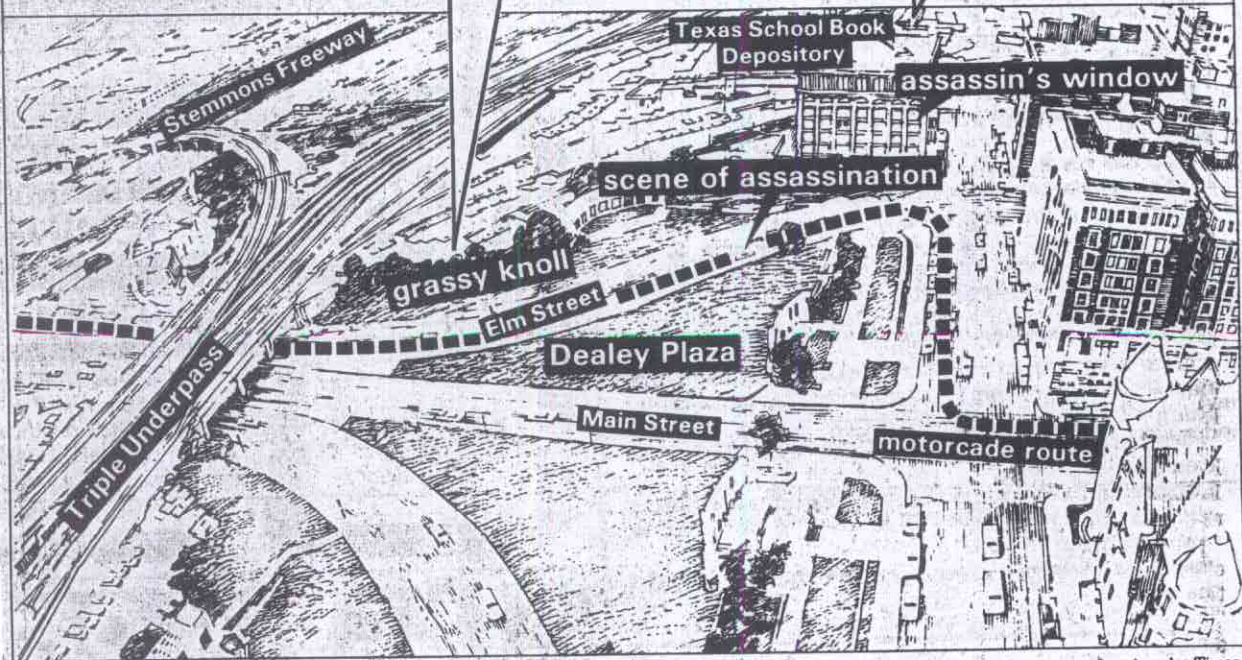 Texas School Book
Depository
Stemmons Freeway
assassin's window
scene of assassination
grassy knoll
Elm Street
Dealey Plaza
Triple Underpass
Main Street
motorcade route